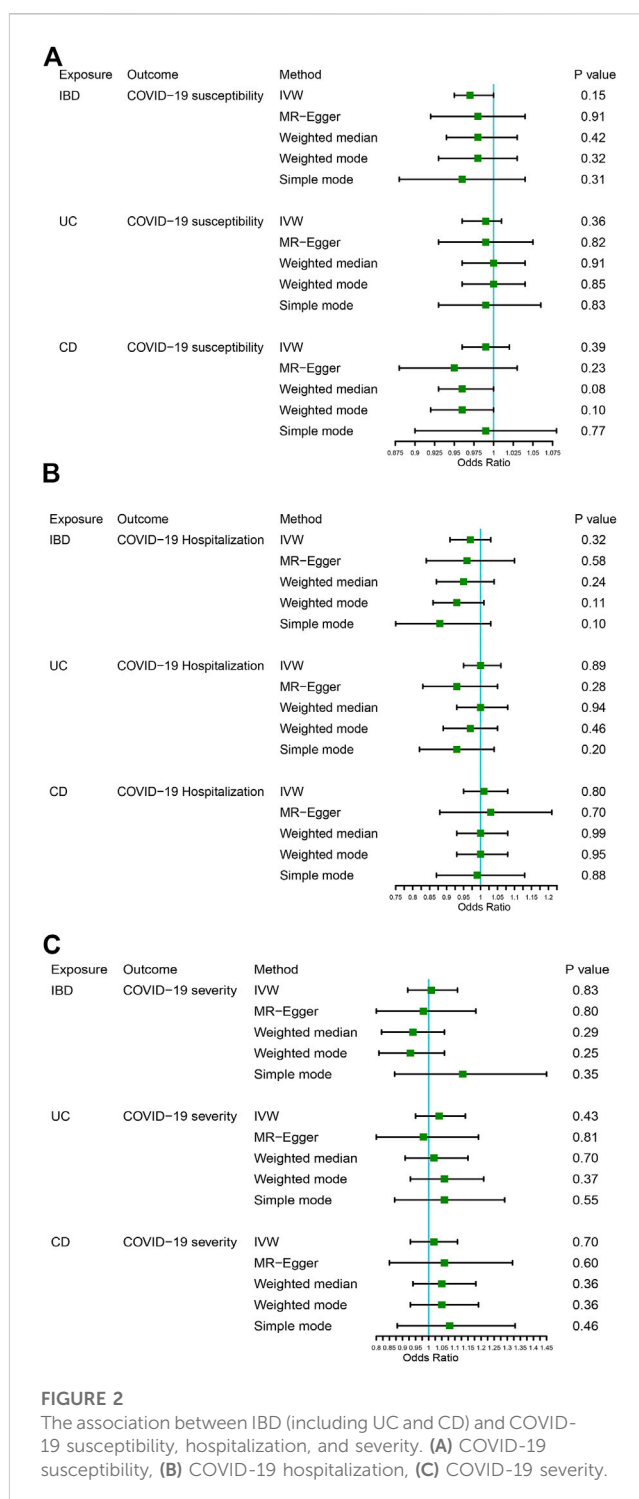 A
Exposure Outcome Method P value
IBD COVID−19 susceptibility IVW 0.15
MR−Egger 0.91
Weighted median 0.42
Weighted mode 0.32
Simple mode 0.31
UC COVID−19 susceptibility IVW 0.36
MR−Egger 0.82
Weighted median 0.91
Weighted mode 0.85
Simple mode 0.83
CD COVID−19 susceptibility IVW 0.39
MR−Egger 0.23
Weighted median 0.08
Weighted mode 0.10
Simple mode 0.77
0.875 0.9 0.925 0.95 0.975 1 1.025 1.05 1.075
Odds Ratio
B
Exposure Outcome Method P value
IBD COVID−19 Hospitalization IVW 0.32
MR−Egger 0.58
Weighted median 0.24
Weighted mode 0.11
Simple mode 0.10
UC COVID−19 Hospitalization IVW 0.89
MR−Egger 0.28
Weighted median 0.94
Weighted mode 0.46
Simple mode 0.20
CD COVID−19 Hospitalization IVW 0.80
MR−Egger 0.70
Weighted median 0.99
Weighted mode 0.95
Simple mode 0.88
0.75 0.8 0.85 0.9 0.95 1 1.05 1.1 1.15 1.2
Odds Ratio
C
Exposure Outcome Method P value
IBD COVID−19 severity IVW 0.83
MR−Egger 0.80
Weighted median 0.29
Weighted mode 0.25
Simple mode 0.35
UC COVID−19 severity IVW 0.43
MR−Egger 0.81
Weighted median 0.70
Weighted mode 0.37
Simple mode 0.55
CD COVID−19 severity IVW 0.70
MR−Egger 0.60
Weighted median 0.36
Weighted mode 0.36
Simple mode 0.46
0.8 0.85 0.9 0.95 1 1.05 1.1 1.15 1.2 1.25 1.3 1.35 1.4 1.45
Odds Ratio
FIGURE 2
The association between IBD (including UC and CD) and COVID-
19 susceptibility, hospitalization, and severity. (A) COVID-19
susceptibility, (B) COVID-19 hospitalization, (C) COVID-19 severity.